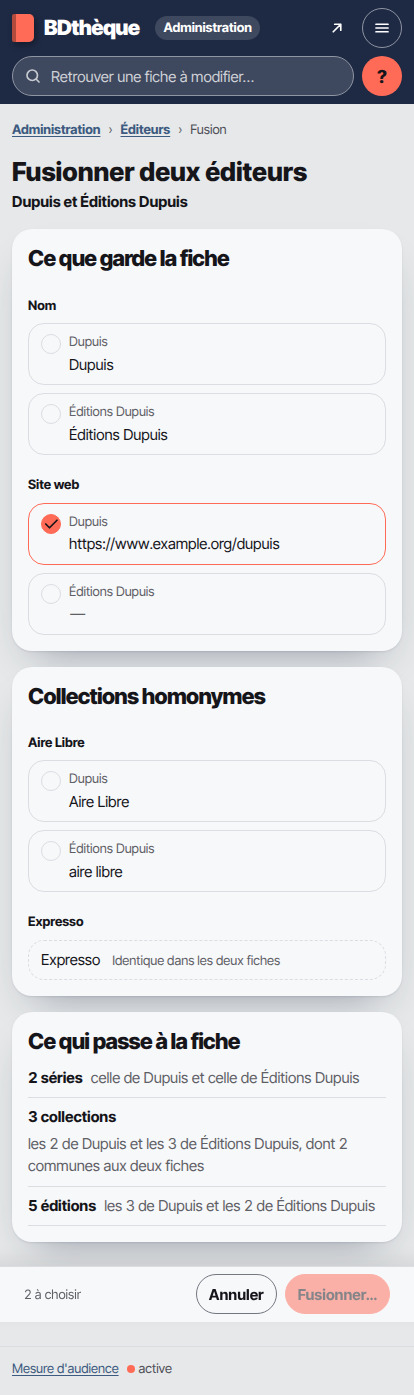 BDthèque Administration
Retrouver une fiche à modifier... ?
Administration › Éditeurs › Fusion
Fusionner deux éditeurs
Dupuis et Éditions Dupuis
Ce que garde la fiche
Nom
Dupuis
Dupuis
Éditions Dupuis
Éditions Dupuis
Site web
Dupuis
https://www.example.org/dupuis
Éditions Dupuis
—
Collections homonymes
Aire Libre
Dupuis
Aire Libre
Éditions Dupuis
aire libre
Expresso
Expresso Identique dans les deux fiches
Ce qui passe à la fiche
2 séries celle de Dupuis et celle de Éditions Dupuis
3 collections
les 2 de Dupuis et les 3 de Éditions Dupuis, dont 2
communes aux deux fiches
5 éditions les 3 de Dupuis et les 2 de Éditions Dupuis
2 à choisir Annuler Fusionner...
Mesure d'audience active